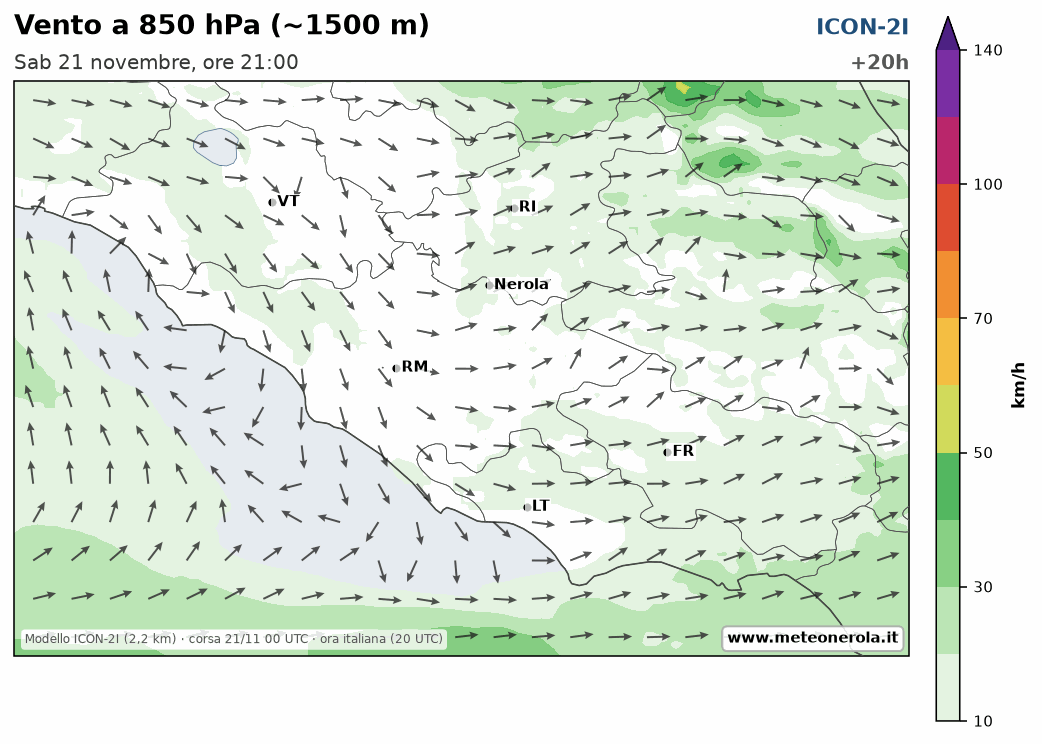 Vento a 850 hPa (~1500 m)
ICON-2I
Sab 21 novembre, ore 21:00
+20h
140
100
70
50
30
10
km/h
VT
RI
Nerola
RM
FR
LT
Modello ICON-2I (2,2 km) · corsa 21/11 00 UTC · ora italiana (20 UTC)
www.meteonerola.it